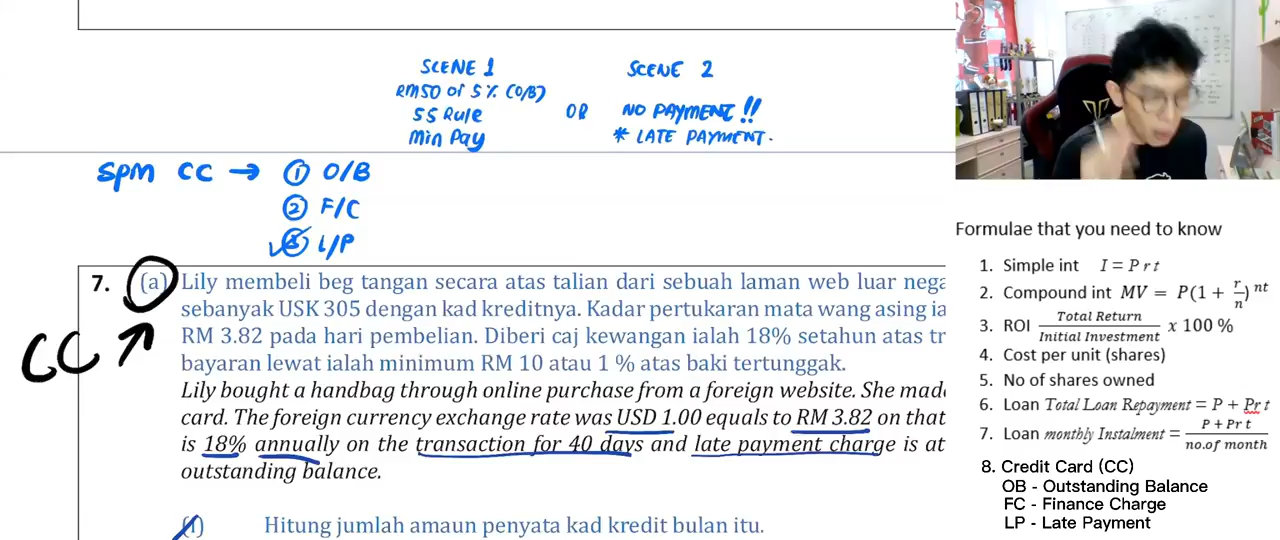 SCENE 1
RM50 or 5% (O/B)
55 Rule
Min Pay
OR
SCENE 2
NO PAYMENT !!
* LATE PAYMENT.
SPM CC → ① O/B
② F/C
③ L/P
CC
7. (a) Lily membeli beg tangan secara atas talian dari sebuah laman web luar nega
sebanyak USK 305 dengan kad kreditnya. Kadar pertukaran mata wang asing ia
RM 3.82 pada hari pembelian. Diberi caj kewangan ialah 18% setahun atas tr
bayaran lewat ialah minimum RM 10 atau 1 % atas baki tertunggak.
Lily bought a handbag through online purchase from a foreign website. She made
card. The foreign currency exchange rate was USD 1.00 equals to RM 3.82 on that
is 18% annually on the transaction for 40 days and late payment charge is at
outstanding balance.
(i) Hitung jumlah amaun penyata kad kredit bulan itu.
Formulae that you need to know
1. Simple int I = P r t
2. Compound int MV = P(1 + r/n) nt
3. ROI Total Return / Initial Investment x 100 %
4. Cost per unit (shares)
5. No of shares owned
6. Loan Total Loan Repayment = P + Prt
7. Loan monthly Instalment = P + Prt / no.of month
8. Credit Card (CC)
OB - Outstanding Balance
FC - Finance Charge
LP - Late Payment